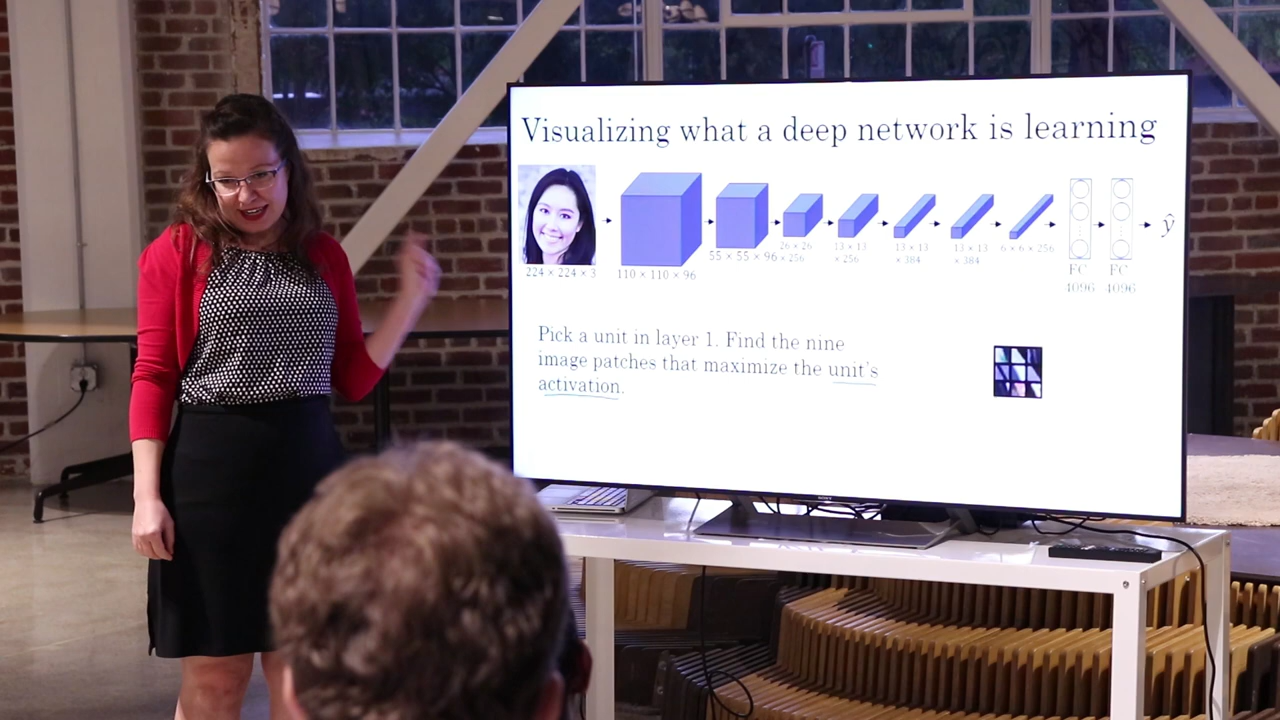 Visualizing what a deep network is learning
224 × 224 × 3
110 × 110 × 96
55 × 55 × 96
26 × 26
× 256
13 × 13
× 256
13 × 13
× 384
13 × 13
× 384
6 × 6 × 256
FC
4096
FC
4096
ŷ
Pick a unit in layer 1. Find the nine
image patches that maximize the unit's
activation.
SONY